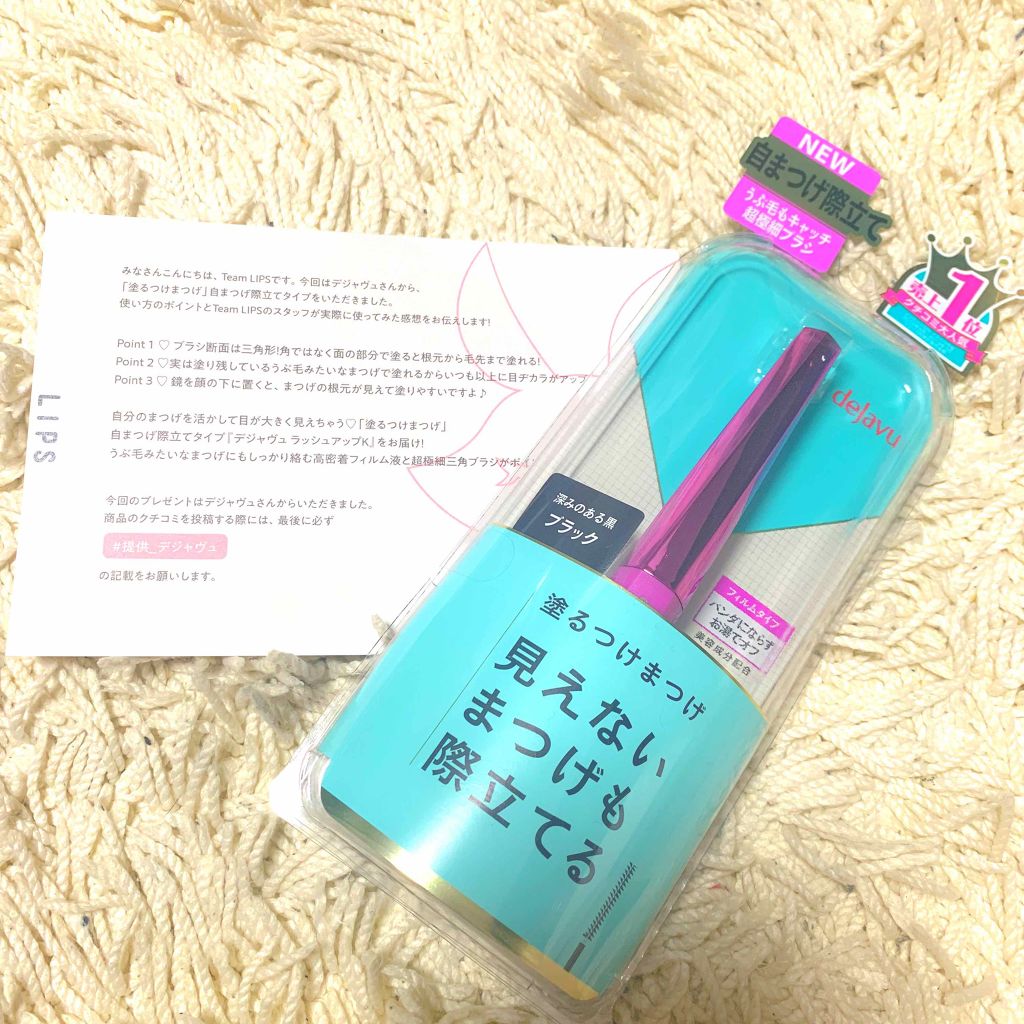 みなさんこんにちは、Team LIPSです。今回はデジャヴュさんから、
「塗るつけまつげ」自まつげ際立てタイプをいただきました。
使い方のポイントとTeam LIPSのスタッフが実際に使ってみた感想をお伝えします!
Point 1 ♡ ブラシ断面は三角形!角ではなく面の部分で塗ると根元から毛先まで塗れる!
Point 2 ♡実は塗り残しているうぶ毛みたいなまつげまで塗れるからいつも以上に目ヂカラがアップ
Point 3 ♡ 鏡を顔の下に置くと、まつげの根元が見えて塗りやすいですよ♪
自分のまつげを活かして目が大きく見えちゃう♡「塗るつけまつげ」
自まつげ際立てタイプ『デジャヴュ ラッシュアップK』をお届け!
うぶ毛みたいなまつげにもしっかり絡む高密着フィルム液と超極細三角ブラシがポイ
今回のプレゼントはデジャヴュさんからいただきました。
商品のクチコミを投稿する際には、最後に必ず
#提供_デジャヴュ
の記載をお願いします。
LIPS
NEW
自まつげ際立て
うぶ毛もキャッチ
超極細ブラシ
売上1位
クチコミ大人気
dejavu
深みのある黒
ブラック
フィルムタイプ
パンダにならず
お湯でオフ
美容成分配合
塗るつけまつげ
見えない
まつげも
際立てる